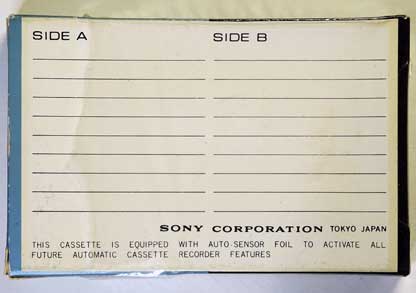 SIDE A SIDE B
SONY CORPORATION TOKYO JAPAN
THIS CASSETTE IS EQUIPPED WITH AUTO-SENSOR FOIL TO ACTIVATE ALL
FUTURE AUTOMATIC CASSETTE RECORDER FEATURES